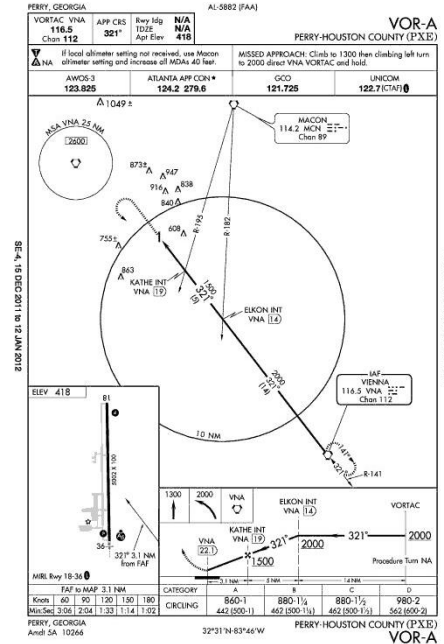 PERRY, GEORGIA
AL-5882 (FAA)
VORTAC VNA
116.5
Chan 112
APP CRS
321°
Rwy ldg N/A
TDZE N/A
Apt Elev 418
VOR-A
PERRY-HOUSTON COUNTY (PXE)
T
A NA
If local altimeter setting not received, use Macon
altimeter setting and increase all MDAs 40 feet.
MISSED APPROACH: Climb to 1300 then climbing left turn
to 2000 direct VNA VORTAC and hold.
AWOS-3
123.825
ATLANTA APP CON★
124.2 279.6
GCO
121.725
UNICOM
122.7 (CTAF)
1049 ±
MSA VNA 25 NM
2600
MACON
114.2 MCN
Chan 89
873±
947
916
838
840
608
755±
863
R-195
R-182
KATHE INT
VNA 19
1500
321°
(5)
ELKON INT
VNA 14
2000
321°
(14)
IAF
VIENNA
116.5 VNA
Chan 112
141°
321°
R-141
10 NM
SE-4, 15 DEC 2011 to 12 JAN 2012
ELEV 418
18
5002 X 100
36
321° 3.1 NM
from FAF
MIRL Rwy 18-36
FAF to MAP 3.1 NM
Knots 60 90 120 150 180
Min:Sec 3:06 2:04 1:33 1:14 1:02
1300
2000
VNA
VNA
22.1
KATHE INT
VNA 19
1500
321°
ELKON INT
VNA 14
2000
321°
VORTAC
2000
Procedure Turn NA
3.1 NM
5 NM
14 NM
CATEGORY A B C D
CIRCLING
860-1
442 (500-1)
880-1¼
462 (500-1¼)
880-1½
462 (500-1½)
980-2
562 (600-2)
PERRY, GEORGIA
Amdt 5A 10266
32°31'N-83°46'W
PERRY-HOUSTON COUNTY (PXE)
VOR-A